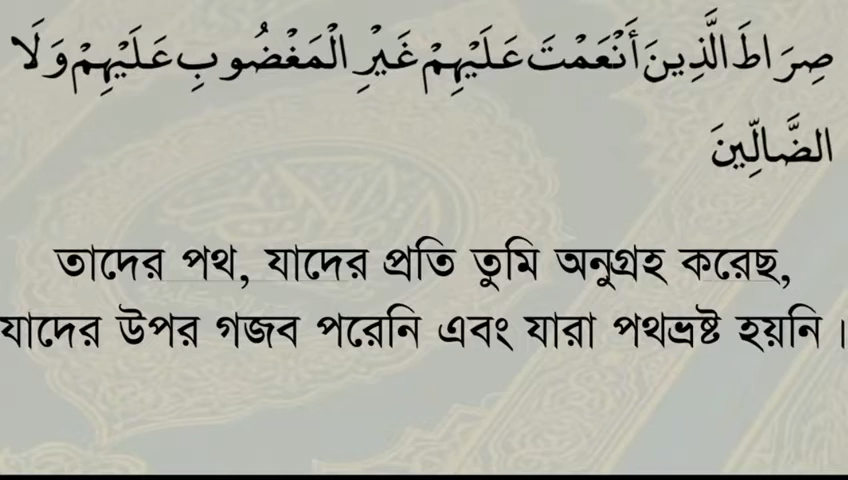 صِرَاطَ الَّذِينَ أَنْعَمْتَ عَلَيْهِمْ غَيْرِ الْمَغْضُوبِ عَلَيْهِمْ وَلَا
الضَّالِّينَ
তাদের পথ, যাদের প্রতি তুমি অনুগ্রহ করেছ,
যাদের উপর গজব পরেনি এবং যারা পথভ্রষ্ট হয়নি।